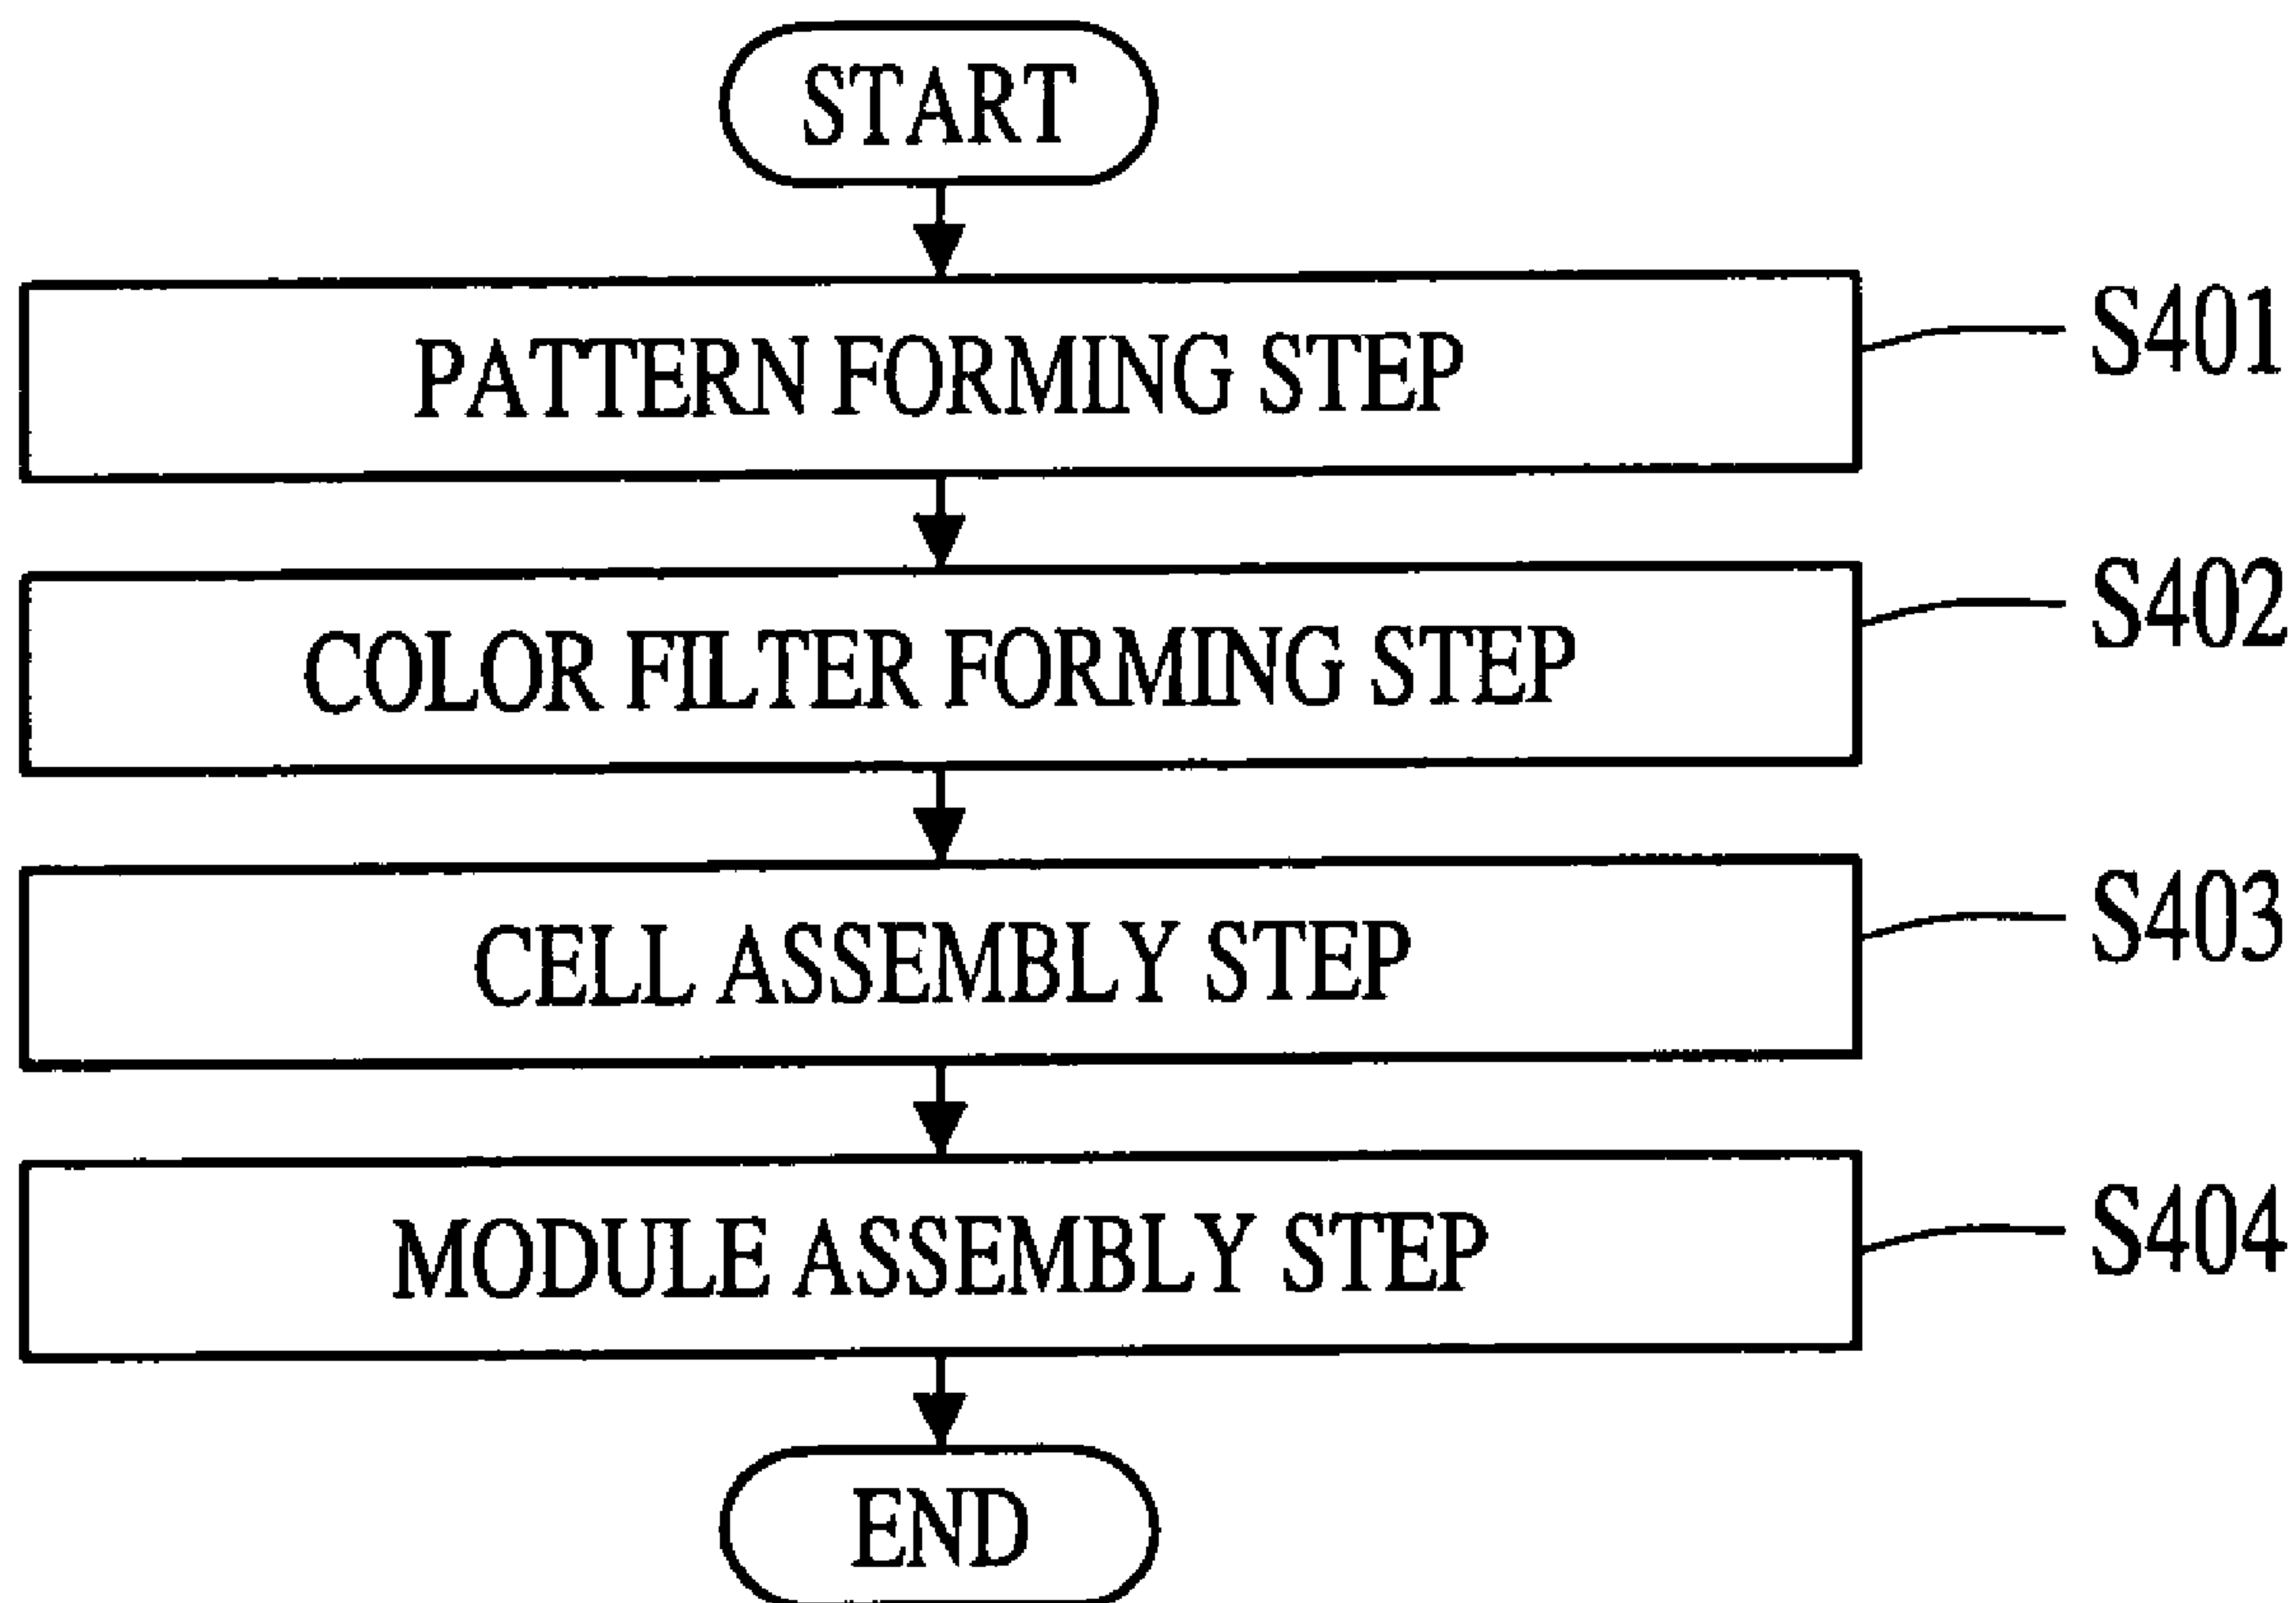 START
PATTERN FORMING STEP
S401
COLOR FILTER FORMING STEP
S402
CELL ASSEMBLY STEP
S403
MODULE ASSEMBLY STEP
S404
END